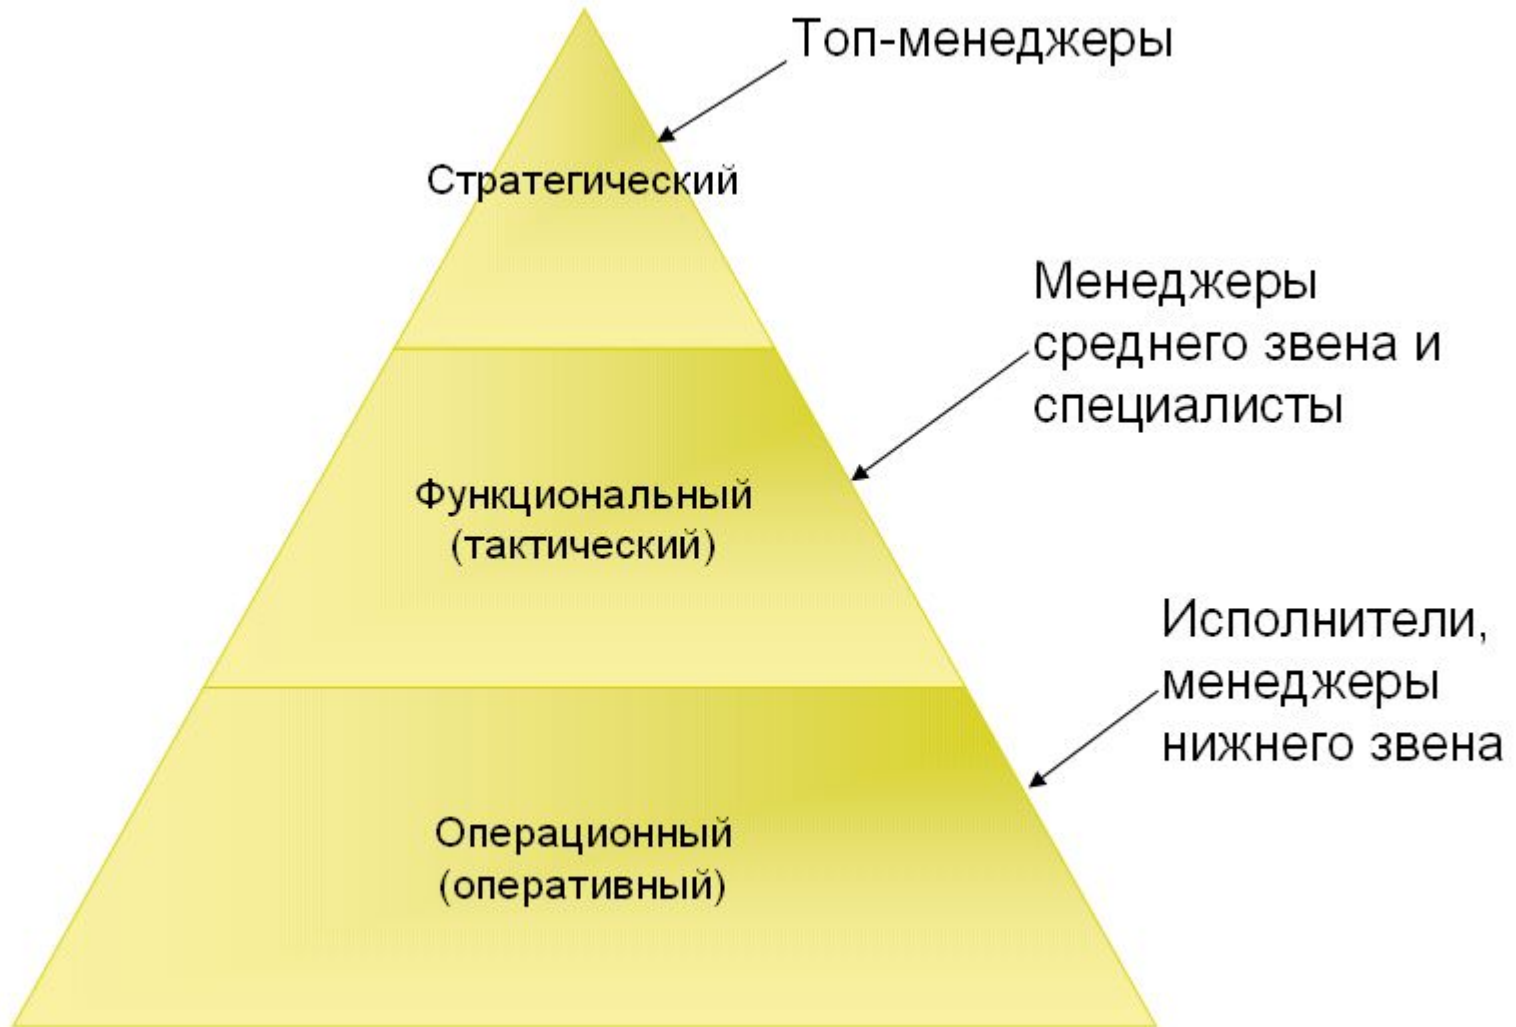 Топ-менеджеры
Стратегический
Менеджеры
среднего звена и
специалисты
Функциональный
(тактический)
Исполнители,
менеджеры
нижнего звена
Операционный
(оперативный)